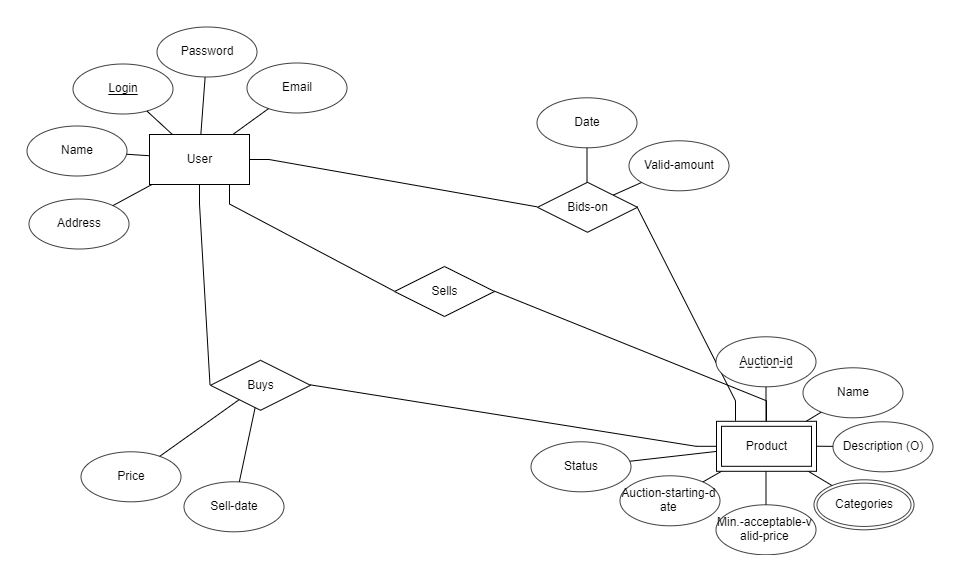 Password
Login
Email
Name
User
Address
Date
Valid-amount
Bids-on
Sells
Auction-id
Buys
Name
Product
Description (O)
Status
Price
Auction-starting-d
ate
Categories
Sell-date
Min.-acceptable-v
alid-price